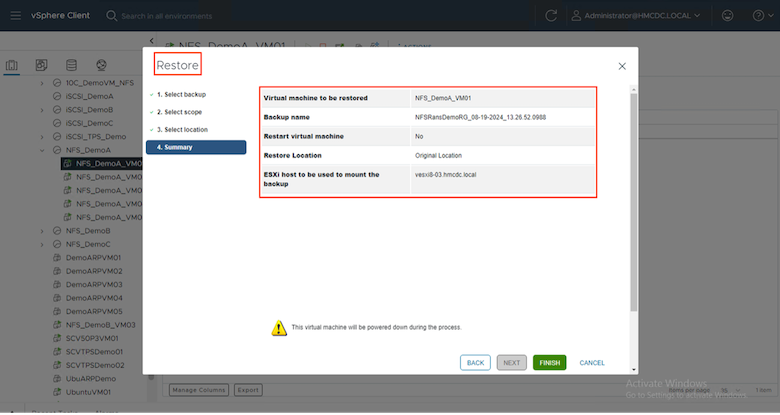 vSphere Client
Search in all environments
Administrator@HMCDC.LOCAL
NFS_DemoA_VM01
ACTIONS
10C_DemoVM_NFS
iSCSI_DemoA
iSCSI_DemoB
iSCSI_DemoC
iSCSI_TPS_Demo
NFS_DemoA
NFS_DemoA_VM0
NFS_DemoA_VM0
NFS_DemoA_VM0
NFS_DemoA_VM0
NFS_DemoA_VM0
NFS_DemoB
NFS_DemoC
DemoARPVM01
DemoARPVM02
DemoARPVM03
DemoARPVM04
DemoARPVM05
NFS_DemoB_VM03
SCV50P3VM01
SCVTPSDemo01
SCVTPSDemo02
UbuARPDemo
UbuntuVM01
Restore
1. Select backup
2. Select scope
3. Select location
4. Summary
Virtual machine to be restored NFS_DemoA_VM01
Backup name NFSRansDemoRG_08-19-2024_13.26.52.0988
Restart virtual machine No
Restore Location Original Location
ESXi host to be used to mount the vesxi8-03.hmcdc.local
backup
This virtual machine will be powered down during the process.
BACK NEXT FINISH CANCEL
Manage Columns Export
Items per page 1 item
Activate Windows
Go to Settings to activate Windows.